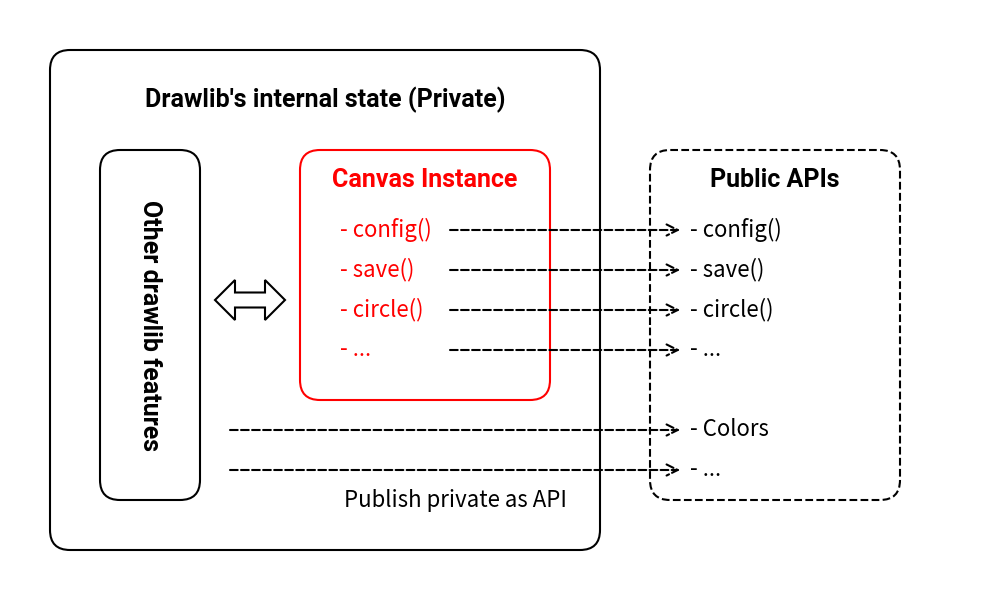 Drawlib's internal state (Private)
Other drawlib features
Canvas Instance
- config()
- save()
- circle()
- ...
Public APIs
- config()
- save()
- circle()
- ...
- Colors
- ...
Publish private as API